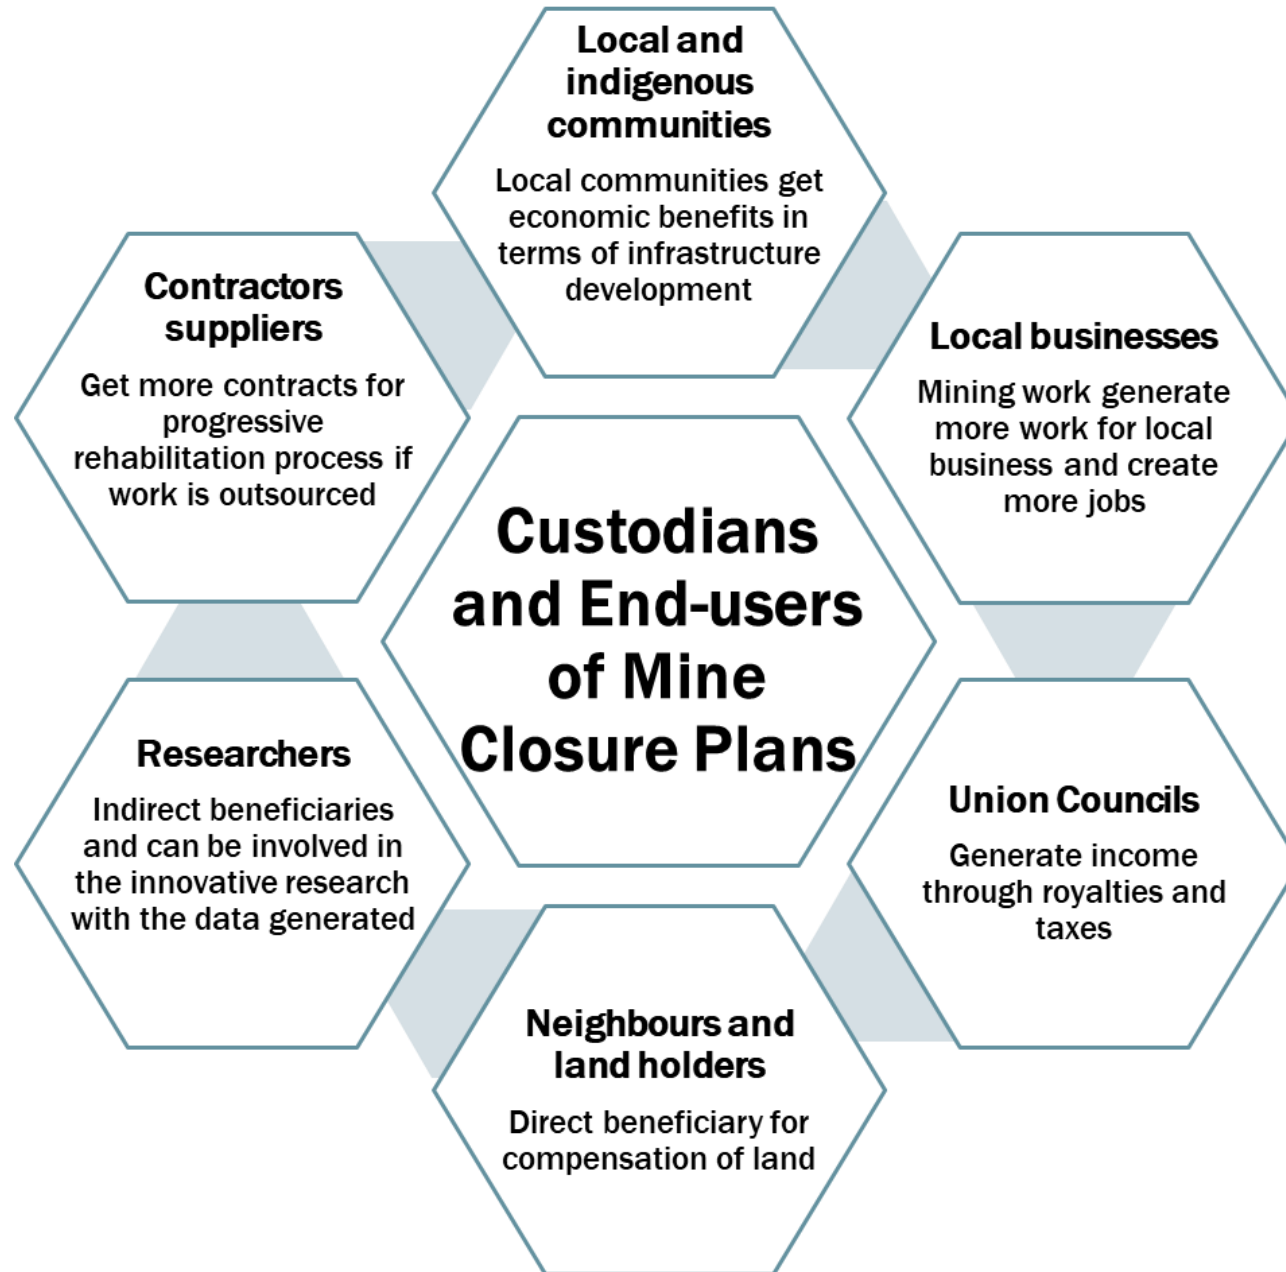 Local and
indigenous
communities
Local communities get
economic benefits in
terms of infrastructure
development
Contractors
suppliers
Get more contracts for
progressive
rehabilitation process if
work is outsourced
Local businesses
Mining work generate
more work for local
business and create
more jobs
Custodians
and End-users
of Mine
Closure Plans
Researchers
Indirect beneficiaries
and can be involved in
the innovative research
with the data generated
Union Councils
Generate income
through royalties and
taxes
Neighbours and
land holders
Direct beneficiary for
compensation of land